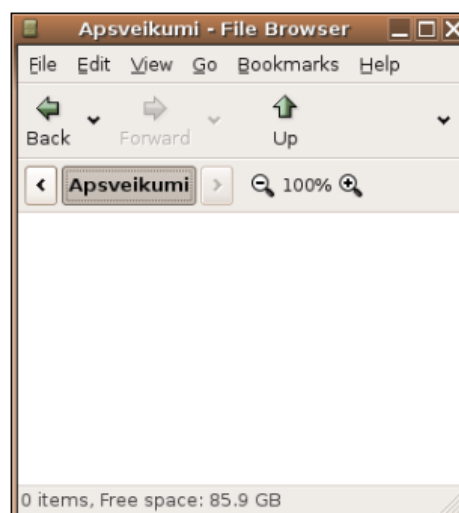 Apsveikumi - File Browser
File Edit View Go Bookmarks Help
Back Forward Up
Apsveikumi 100%
0 items, Free space: 85.9 GB